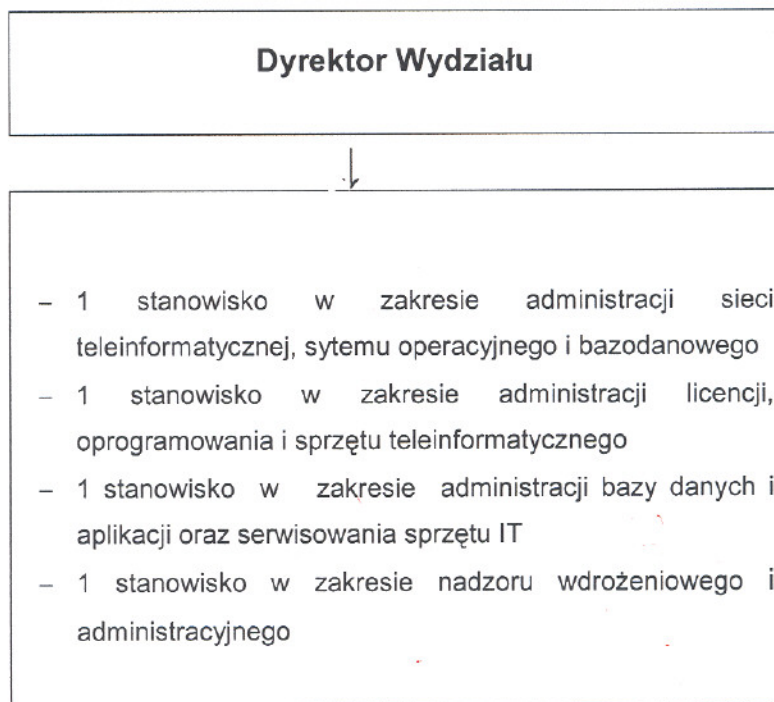 Dyrektor Wydziału
– 1 stanowisko w zakresie administracji sieci
teleinformatycznej, sytemu operacyjnego i bazodanowego
– 1 stanowisko w zakresie administracji licencji,
oprogramowania i sprzętu teleinformatycznego
– 1 stanowisko w zakresie administracji bazy danych i
aplikacji oraz serwisowania sprzętu IT
– 1 stanowisko w zakresie nadzoru wdrożeniowego i
administracyjnego